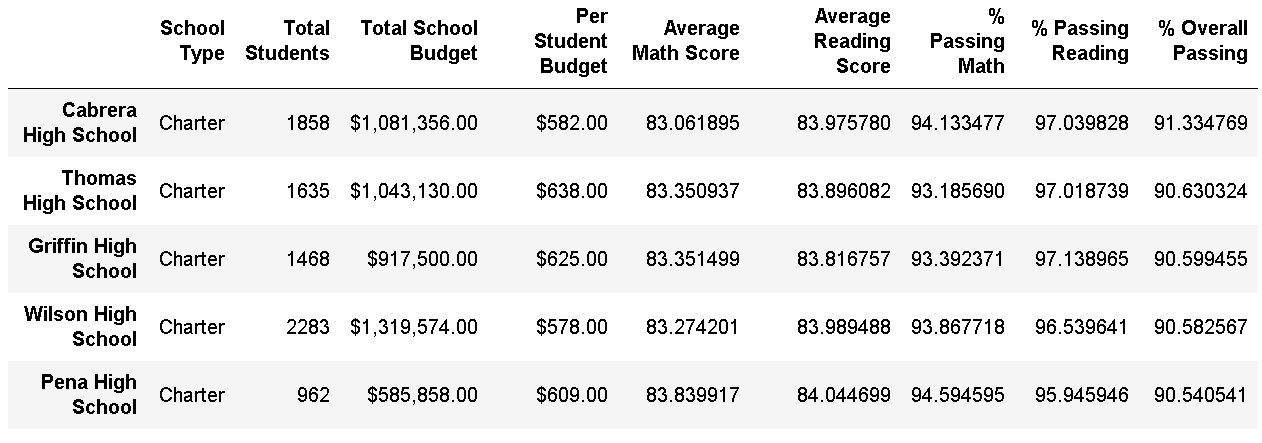 School Type Total Students Total School Budget Per Student Budget Average Math Score Average Reading Score % Passing Math % Passing Reading % Overall Passing
Cabrera High School Charter 1858 $1,081,356.00 $582.00 83.061895 83.975780 94.133477 97.039828 91.334769
Thomas High School Charter 1635 $1,043,130.00 $638.00 83.350937 83.896082 93.185690 97.018739 90.630324
Griffin High School Charter 1468 $917,500.00 $625.00 83.351499 83.816757 93.392371 97.138965 90.599455
Wilson High School Charter 2283 $1,319,574.00 $578.00 83.274201 83.989488 93.867718 96.539641 90.582567
Pena High School Charter 962 $585,858.00 $609.00 83.839917 84.044699 94.594595 95.945946 90.540541